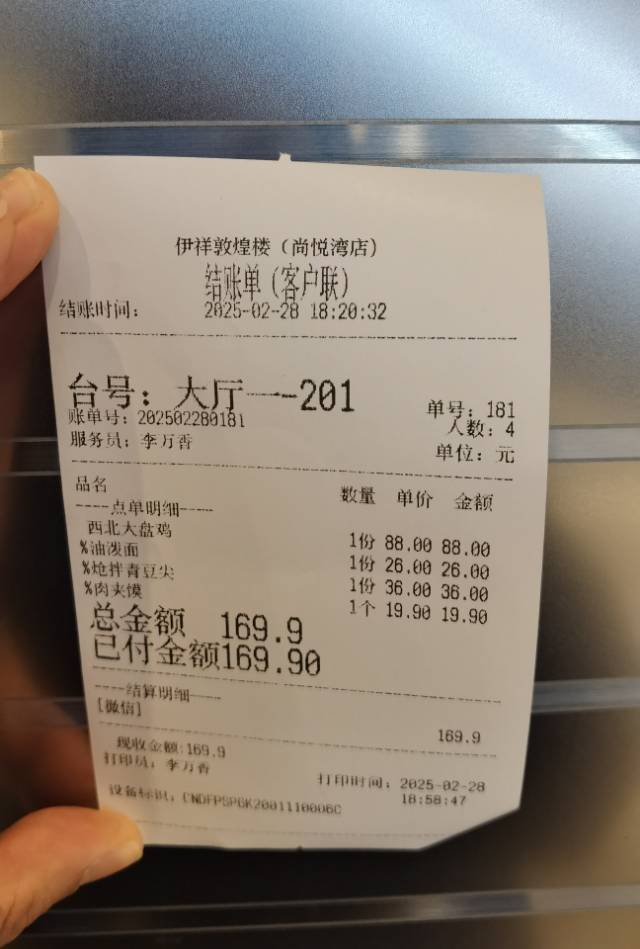 伊祥敦煌楼（尚悦湾店）
结账单（客户联）
结账时间： 2025-02-28 18:20:32
台号：大厅一-201
单号：181
账单号：202502280181
人数：4
服务员：李万香
单位：元
品名 数量 单价 金额
----点单明细----
西北大盘鸡 1份 88.00 88.00
%油泼面 1份 26.00 26.00
%炝拌青豆尖 1份 36.00 36.00
%肉夹馍 1个 19.90 19.90
总金额 169.9
已付金额169.90
----结算明细----
[微信] 169.9
现收金额:169.9
打印员：李万香
打印时间：2025-02-28
18:58:47
设备标识：CNDFPSPGK2001110006C